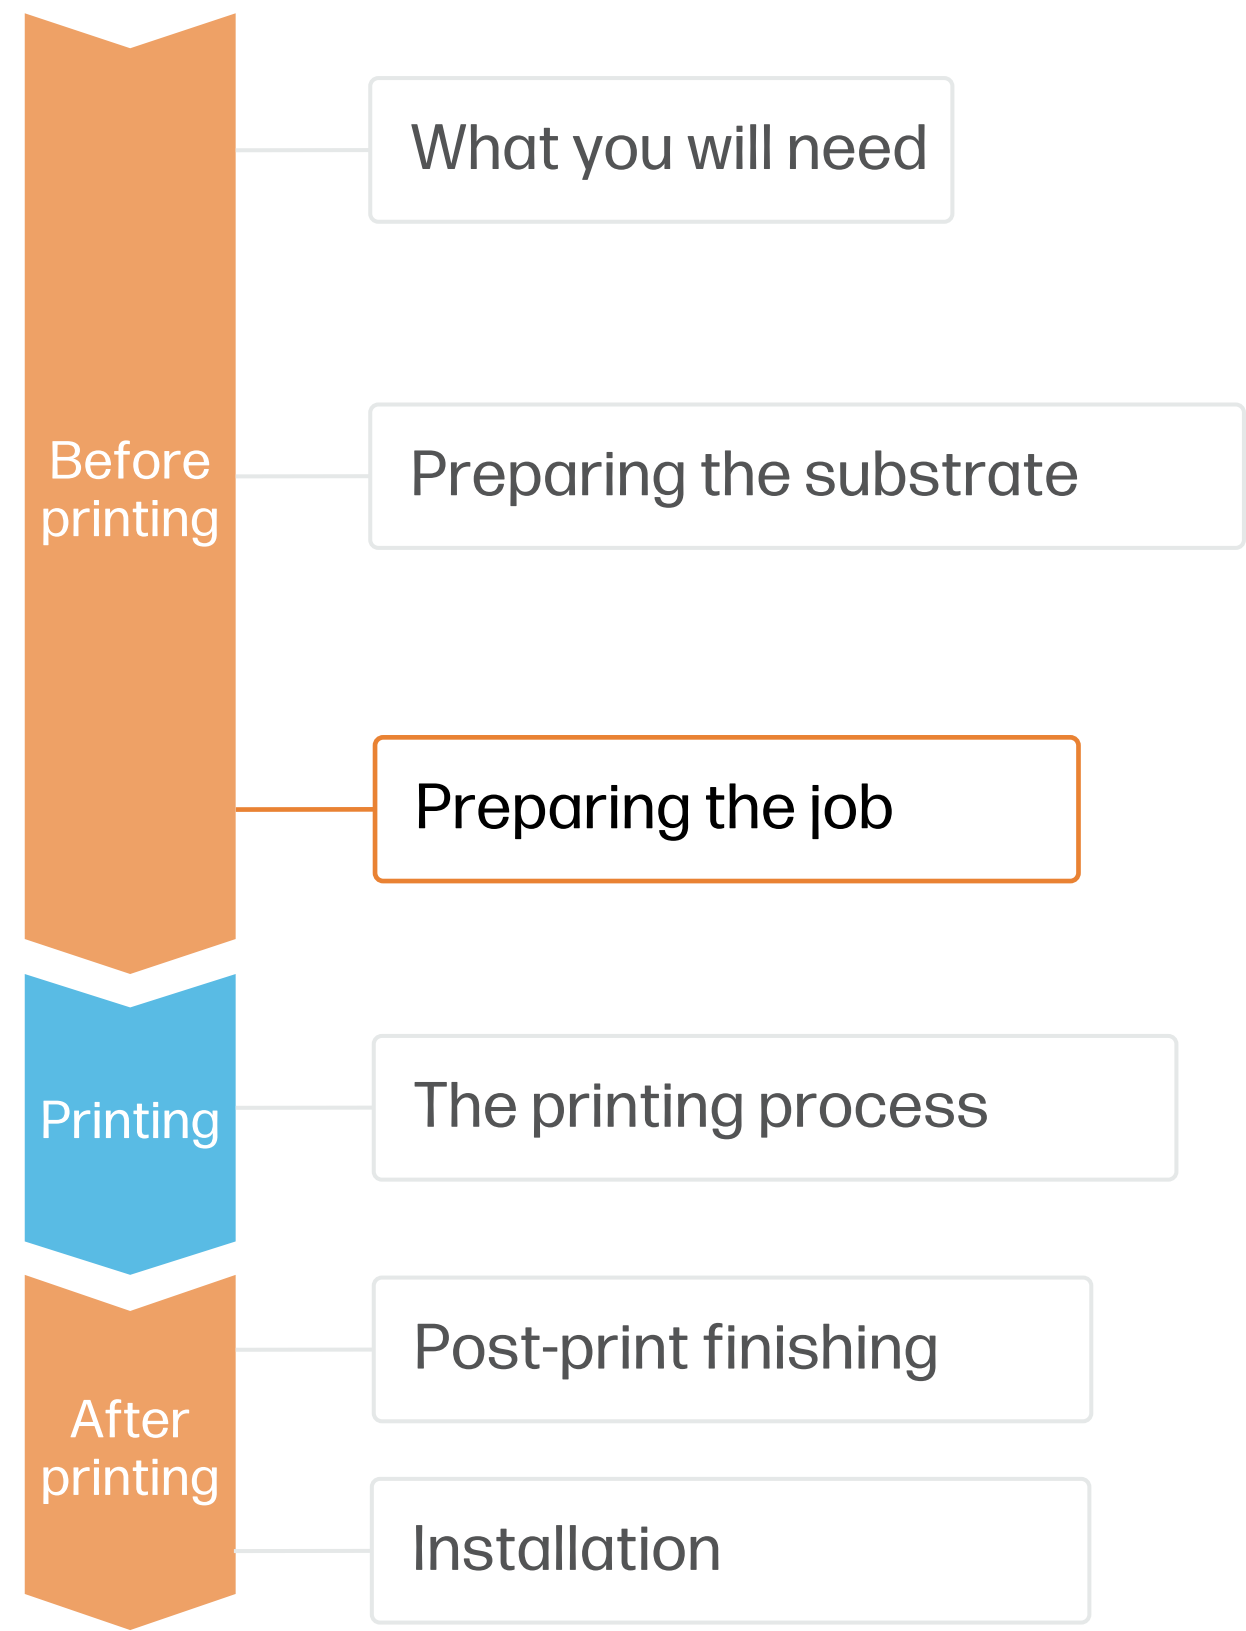 What you will need
Before
printing
Preparing the substrate
Preparing the job
Printing
The printing process
After
printing
Post-print finishing
Installation